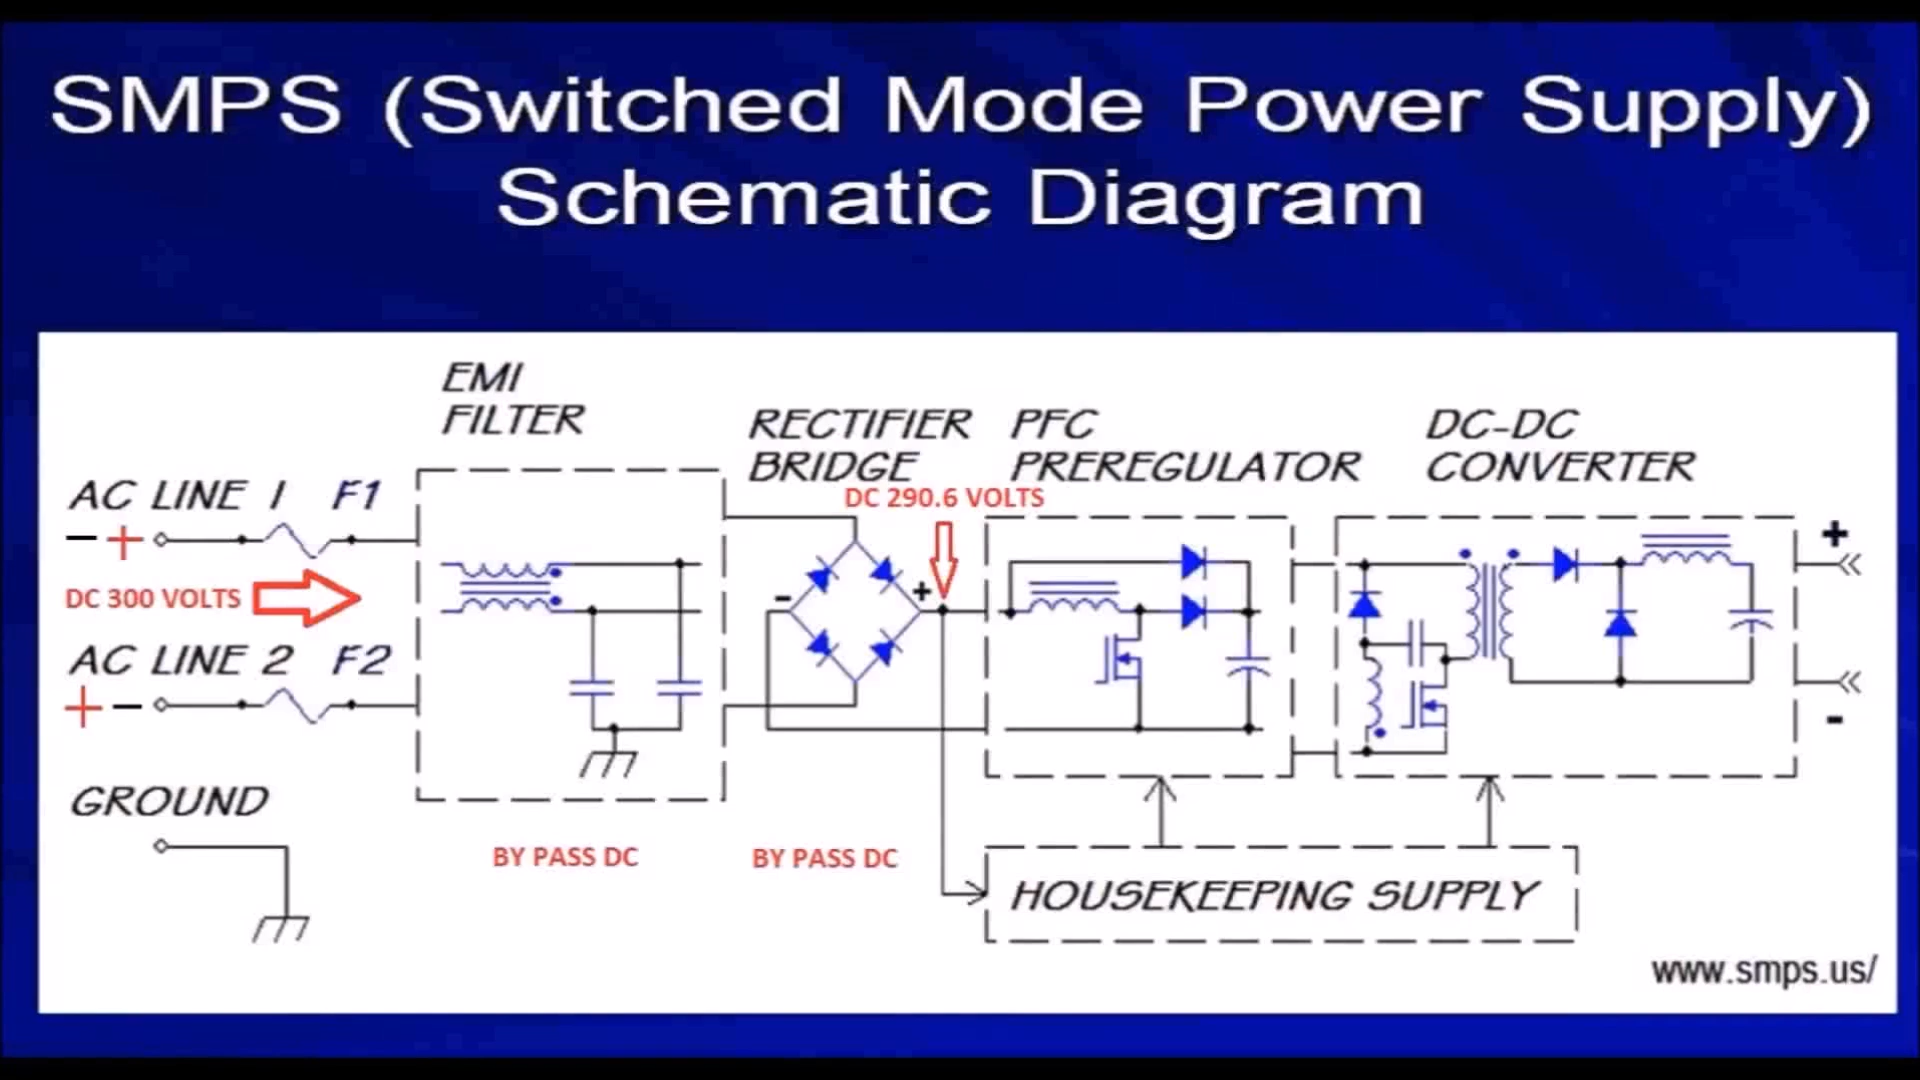 SMPS (Switched Mode Power Supply)
Schematic Diagram
EMI
FILTER
RECTIFIER
BRIDGE
PFC
PREREGULATOR
DC-DC
CONVERTER
AC LINE 1 F1
DC 290.6 VOLTS
- +
+
DC 300 VOLTS
- +
AC LINE 2 F2
+ -
-
GROUND
BY PASS DC
BY PASS DC
HOUSEKEEPING SUPPLY
www.smps.us/